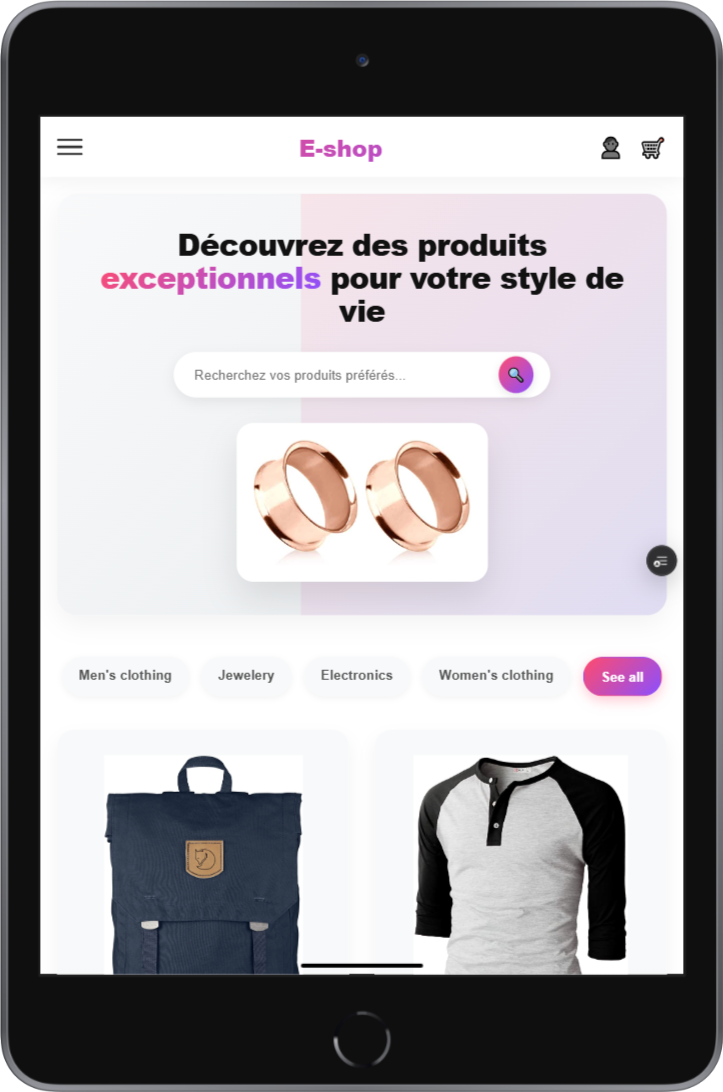 E-shop
Découvrez des produits
exceptionnels pour votre style de
vie
Recherchez vos produits préférés...
Men's clothing
Jewelery
Electronics
Women's clothing
See all